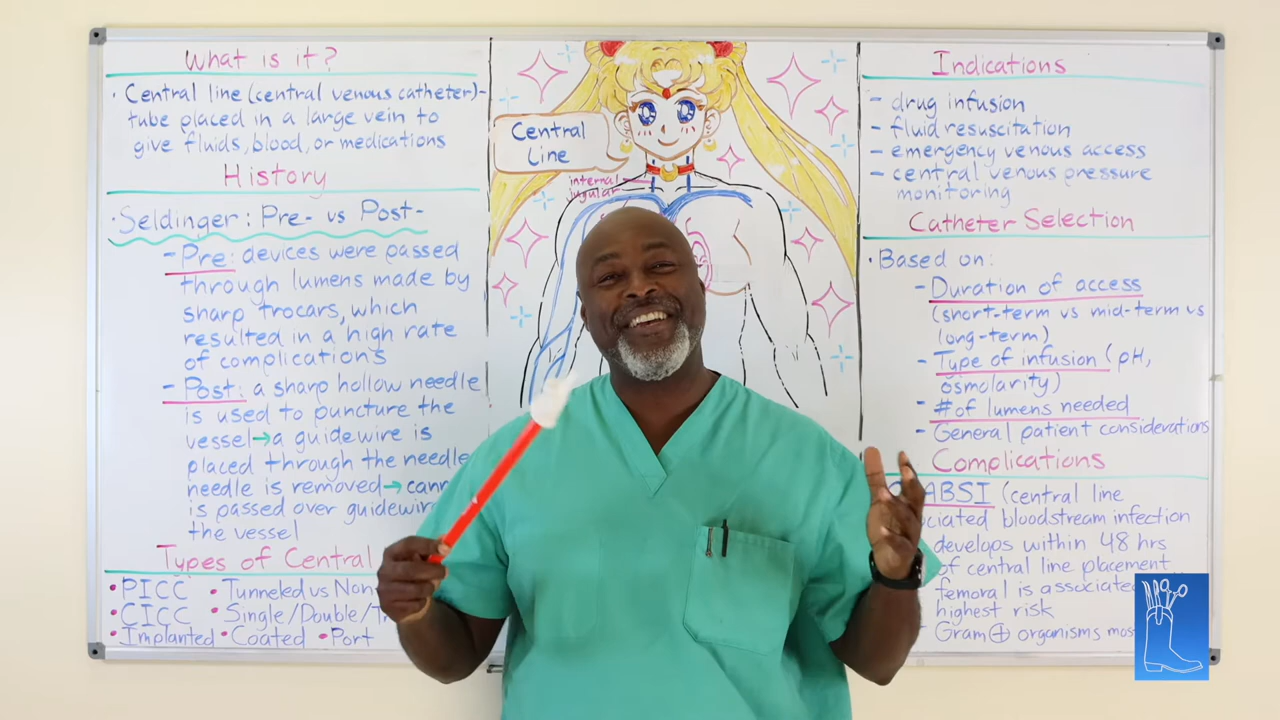 What is it?
• Central line (central venous catheter)-
tube placed in a large vein to
give fluids, blood, or medications
History
• Seldinger: Pre- vs Post-
- Pre: devices were passed
through lumens made by
sharp trocars, which
resulted in a high rate
of complications
- Post: a sharp hollow needle
is used to puncture the
vessel → a guidewire is
placed through the needle
needle is removed →
is passed over guidewire
the vessel
Types of Central
• PICC • Tunneled vs Non-
• CICC • Single/Double/
• Implanted • Coated • Port
Central
Line
internal
jugular
Indications
- drug infusion
- fluid resuscitation
- emergency venous access
- central venous pressure
monitoring
Catheter Selection
• Based on:
- Duration of access
(short-term vs mid-term vs
long-term)
- Type of infusion (pH,
osmolarity)
- # of lumens needed
- General patient considerations
Complications
ABSI (central line
ciated bloodstream infection
develops within 48 hrs
of central line placement
femoral is associated
highest risk
- Gram ⊕ organisms